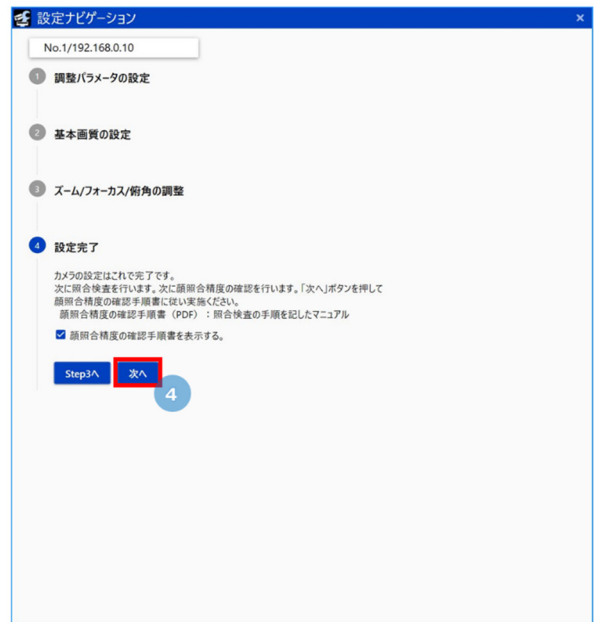 設定ナビゲーション
No.1/192.168.0.10
1 調整パラメータの設定
2 基本画質の設定
3 ズーム/フォーカス/俯角の調整
4 設定完了
カメラの設定はこれで完了です。
次に照合検査を行います。次に顔照合精度の確認を行います。「次へ」ボタンを押して
顔照合精度の確認手順書に従い実施ください。
顔照合精度の確認手順書（PDF）：照合検査の手順を記したマニュアル
顔照合精度の確認手順書を表示する。
Step3へ 次へ
4